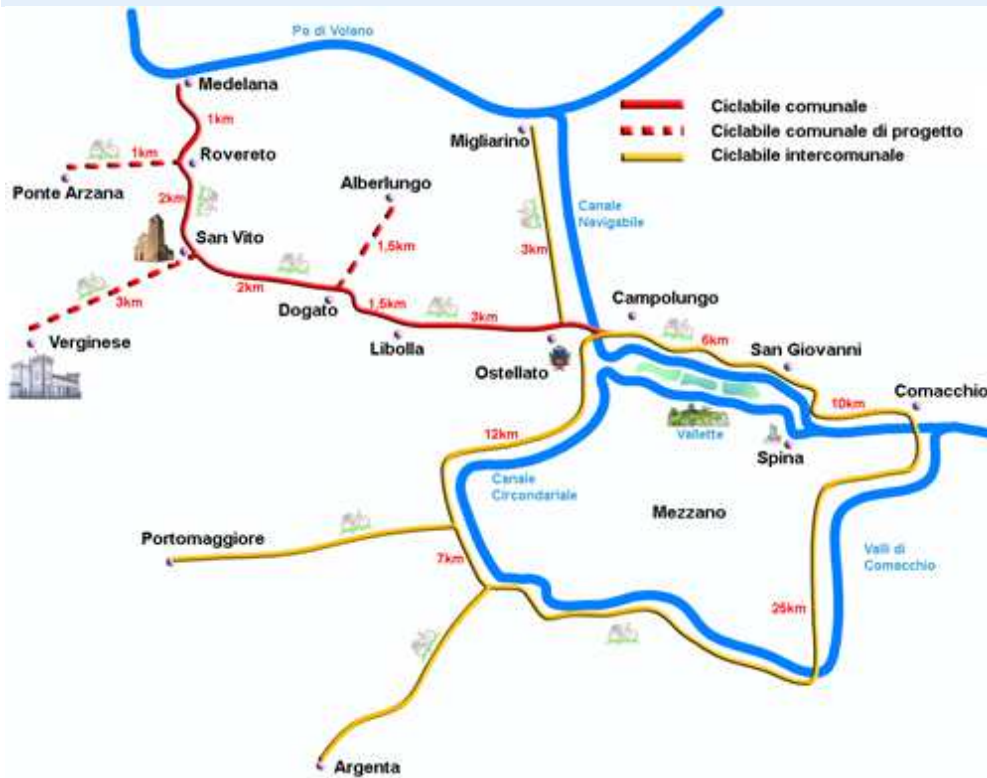 Po di Volano
Medelana
1km
Ciclabile comunale
Ciclabile comunale di progetto
Ciclabile intercomunale
Migliarino
1km
Rovereto
Ponte Arzana
Alberlungo
2km
Canale
Navigabile
San Vito
1,5km
3km
2km
3km
Dogato
1,5km
3km
Campolungo
6km
Verginese
Libolla
Ostellato
San Giovanni
Comacchio
10km
Vallette
12km
Spina
Canale
Circondariale
Mezzano
Portomaggiore
7km
Valli di
Comacchio
25km
Argenta